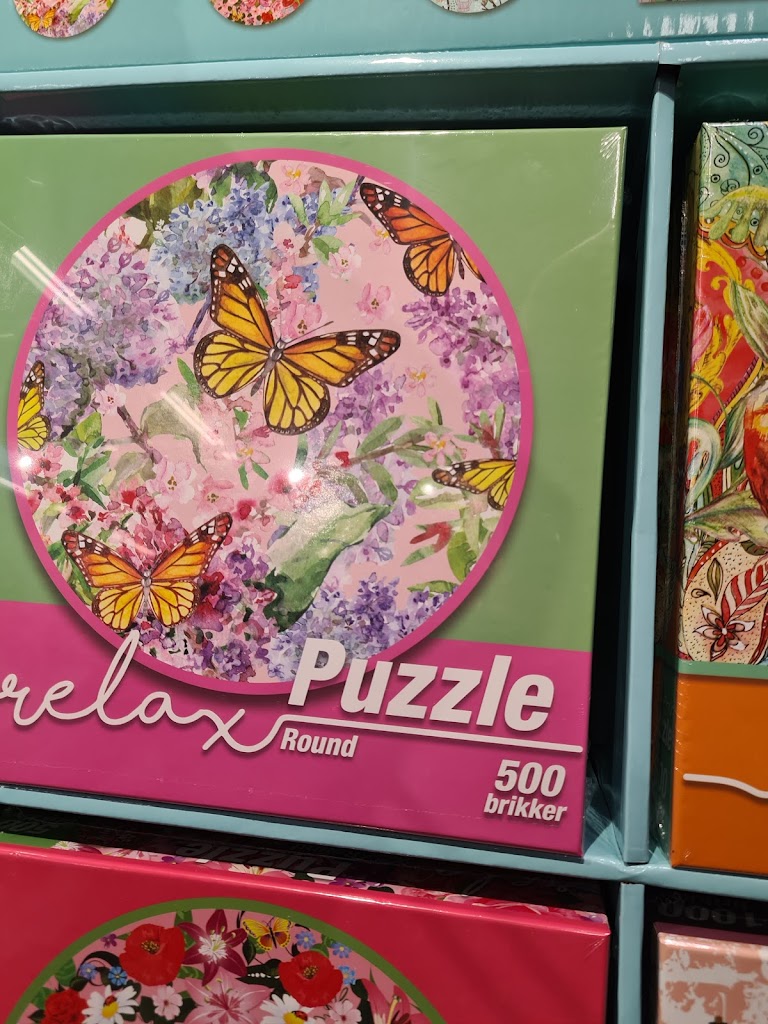 relax Puzzle
Round
500
brikker